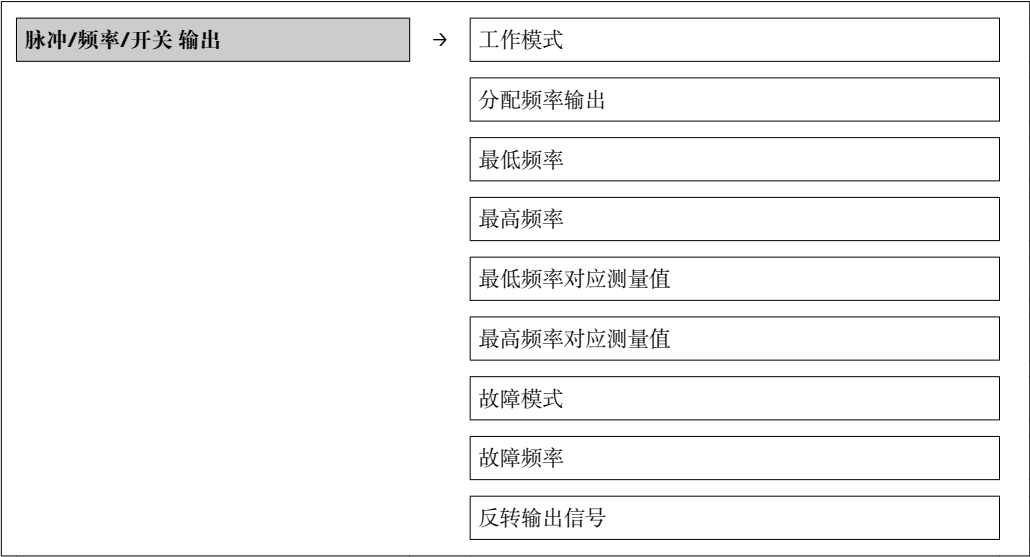 脉冲/频率/开关 输出 → 工作模式
分配频率输出
最低频率
最高频率
最低频率对应测量值
最高频率对应测量值
故障模式
故障频率
反转输出信号